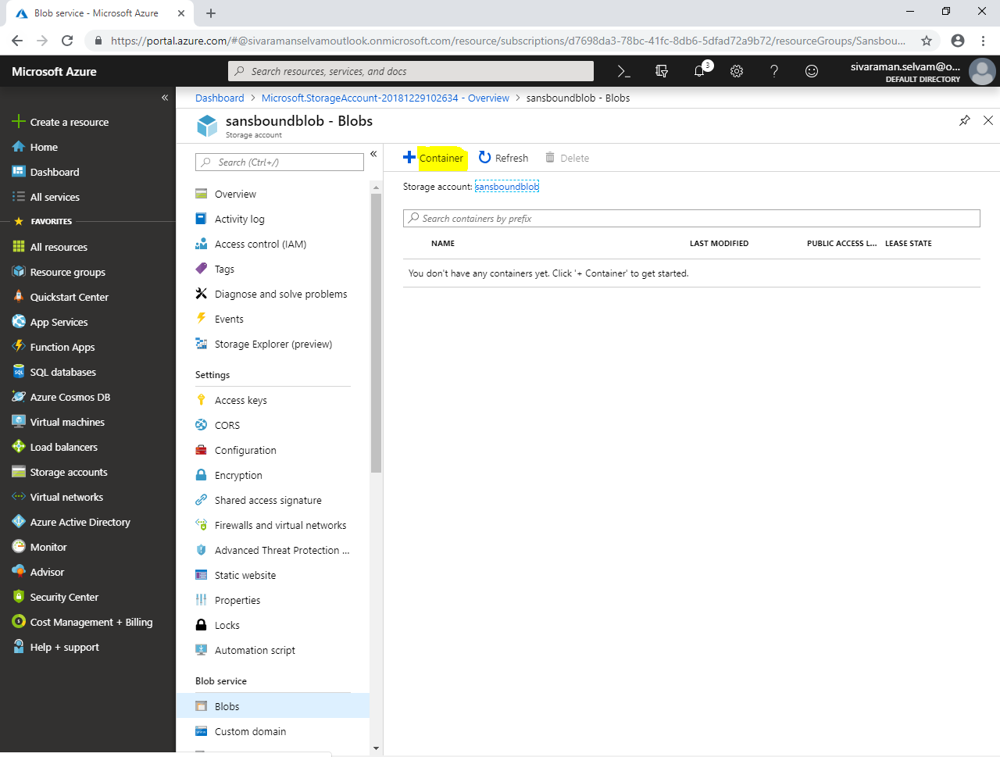 Blob service - Microsoft Azure
https://portal.azure.com/#@sivaramanselvamoutlook.onmicrosoft.com/resource/subscriptions/d7698da3-78bc-41fc-8db6-5dfad72a9b72/resourceGroups/Sansbou...
Microsoft Azure
Search resources, services, and docs
3
sivaraman.selvam@o...
DEFAULT DIRECTORY
Create a resource
Home
Dashboard
All services
FAVORITES
All resources
Resource groups
Quickstart Center
App Services
Function Apps
SQL databases
Azure Cosmos DB
Virtual machines
Load balancers
Storage accounts
Virtual networks
Azure Active Directory
Monitor
Advisor
Security Center
Cost Management + Billing
Help + support
Dashboard > Microsoft.StorageAccount-20181229102634 - Overview > sansboundblob - Blobs
sansboundblob - Blobs
Storage account
Search (Ctrl+/)
Overview
Activity log
Access control (IAM)
Tags
Diagnose and solve problems
Events
Storage Explorer (preview)
Settings
Access keys
CORS
Configuration
Encryption
Shared access signature
Firewalls and virtual networks
Advanced Threat Protection ...
Static website
Properties
Locks
Automation script
Blob service
Blobs
Custom domain
Container Refresh Delete
Storage account: sansboundblob
Search containers by prefix
NAME LAST MODIFIED PUBLIC ACCESS L... LEASE STATE
You don't have any containers yet. Click '+ Container' to get started.